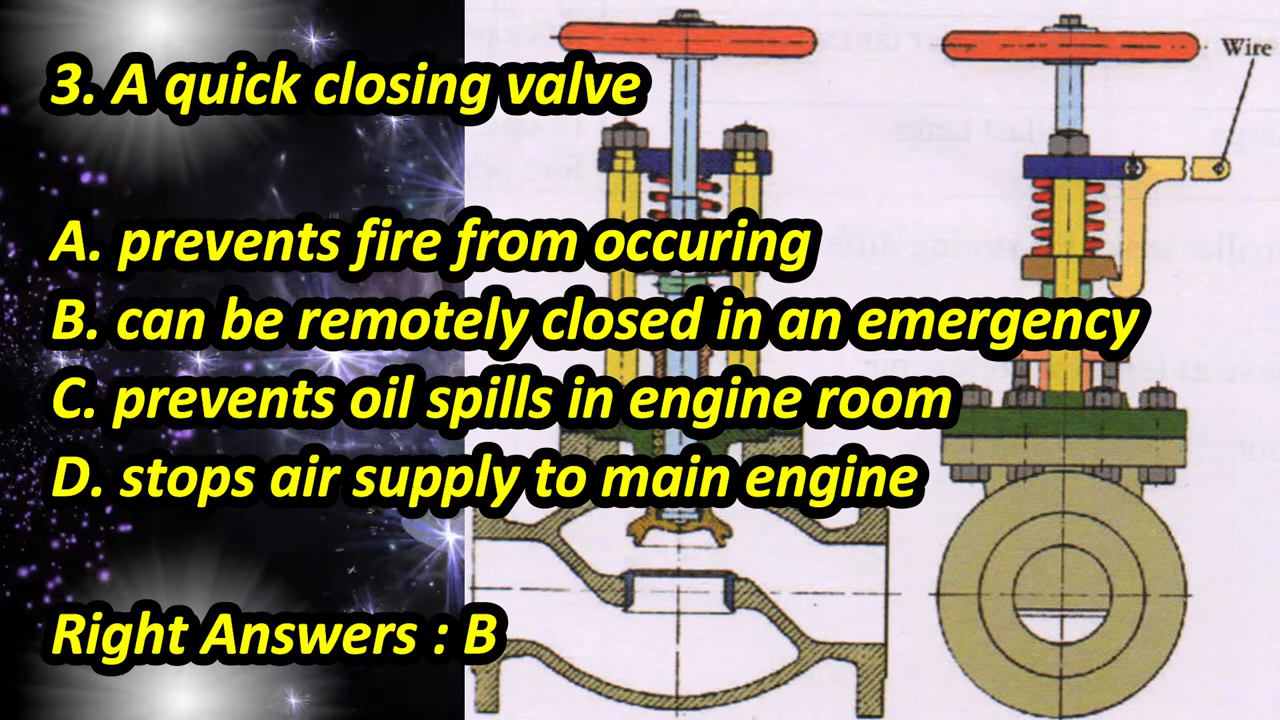 3. A quick closing valve
Wire
A. prevents fire from occuring
B. can be remotely closed in an emergency
C. prevents oil spills in engine room
D. stops air supply to main engine
Right Answers : B